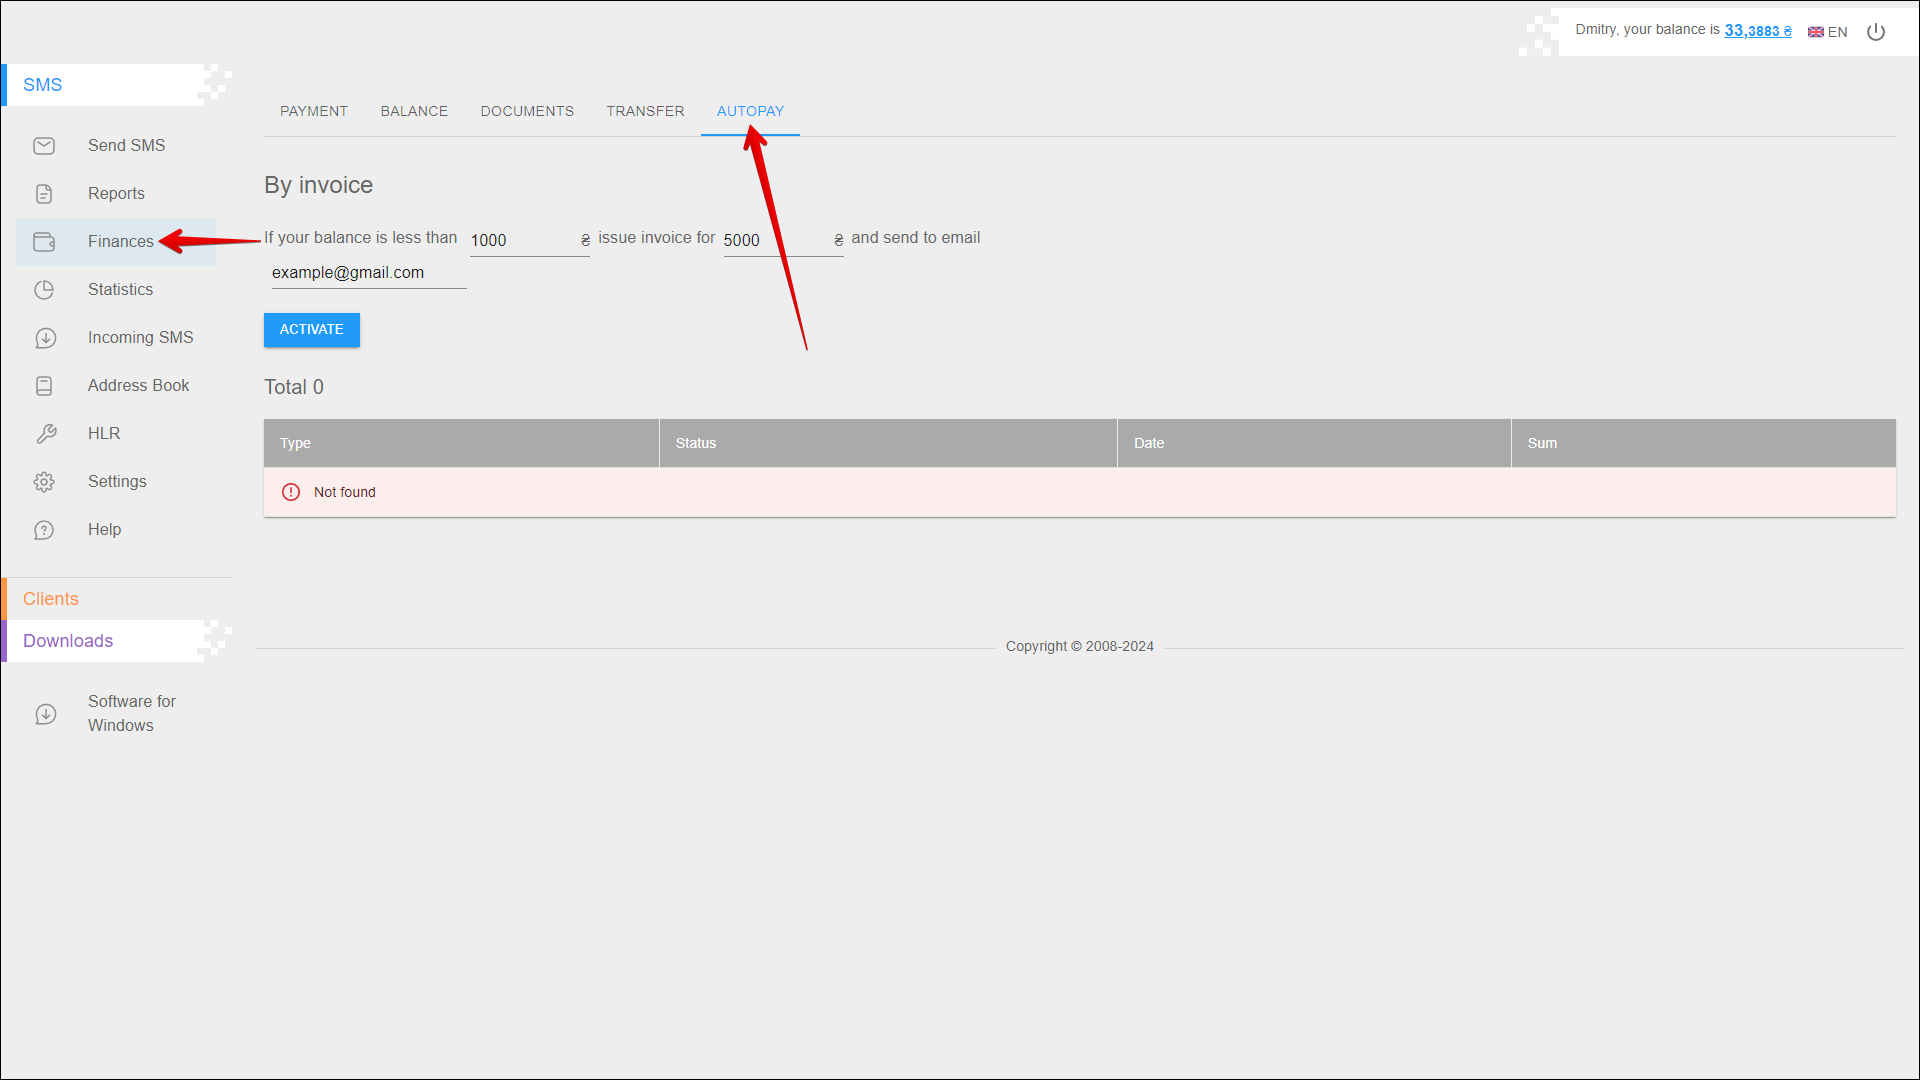 Dmitry, your balance is 33,3883 ₴ EN
SMS
Send SMS
Reports
Finances
Statistics
Incoming SMS
Address Book
HLR
Settings
Help
Clients
Downloads
Software for
Windows
PAYMENT BALANCE DOCUMENTS TRANSFER AUTOPAY
By invoice
If your balance is less than 1000 ₴ issue invoice for 5000 ₴ and send to email
example@gmail.com
ACTIVATE
Total 0
Type Status Date Sum
Not found
Copyright © 2008-2024